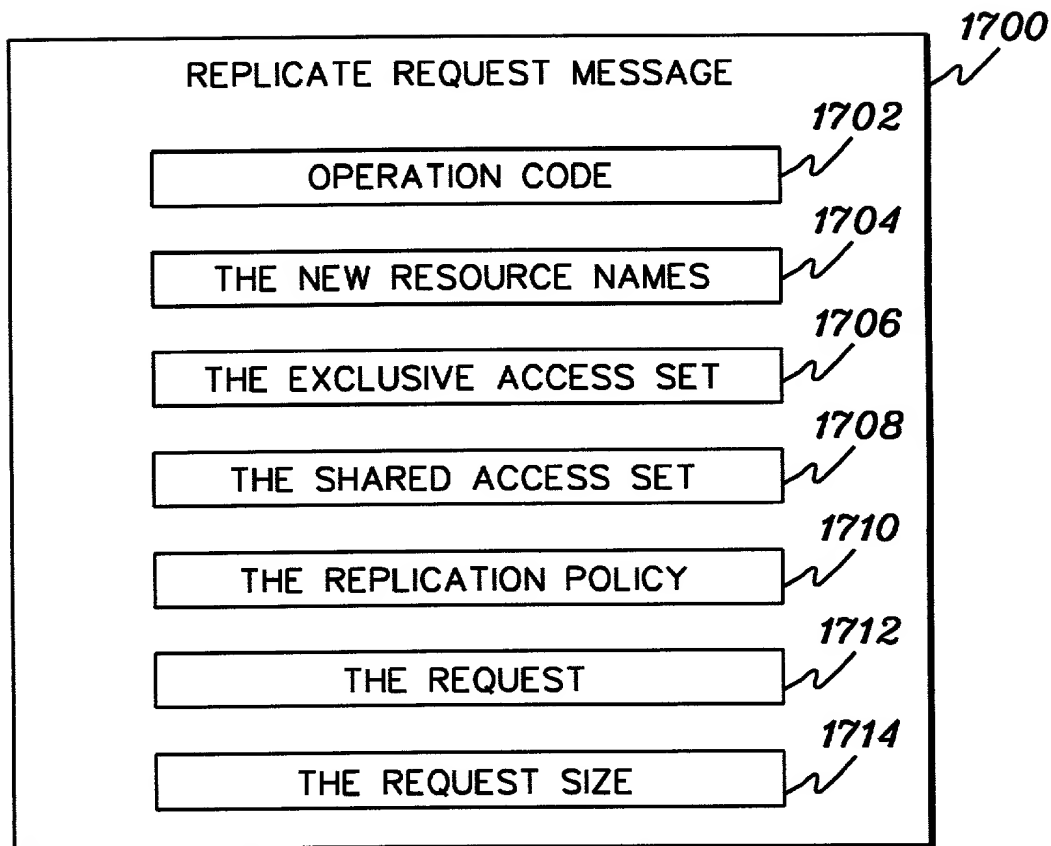 1700
REPLICATE REQUEST MESSAGE
1702
OPERATION CODE
1704
THE NEW RESOURCE NAMES
1706
THE EXCLUSIVE ACCESS SET
1708
THE SHARED ACCESS SET
1710
THE REPLICATION POLICY
1712
THE REQUEST
1714
THE REQUEST SIZE